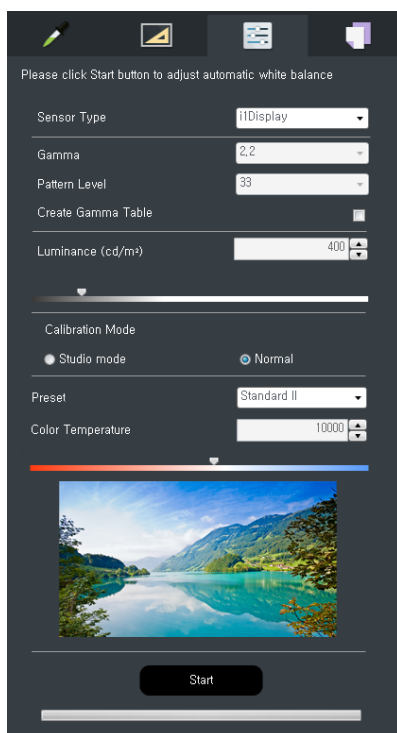 Please click Start button to adjust automatic white balance
Sensor Type i1Display
Gamma 2,2
Pattern Level 33
Create Gamma Table
Luminance (cd/m²) 400
Calibration Mode
Studio mode Normal
Preset Standard II
Color Temperature 10000
Start